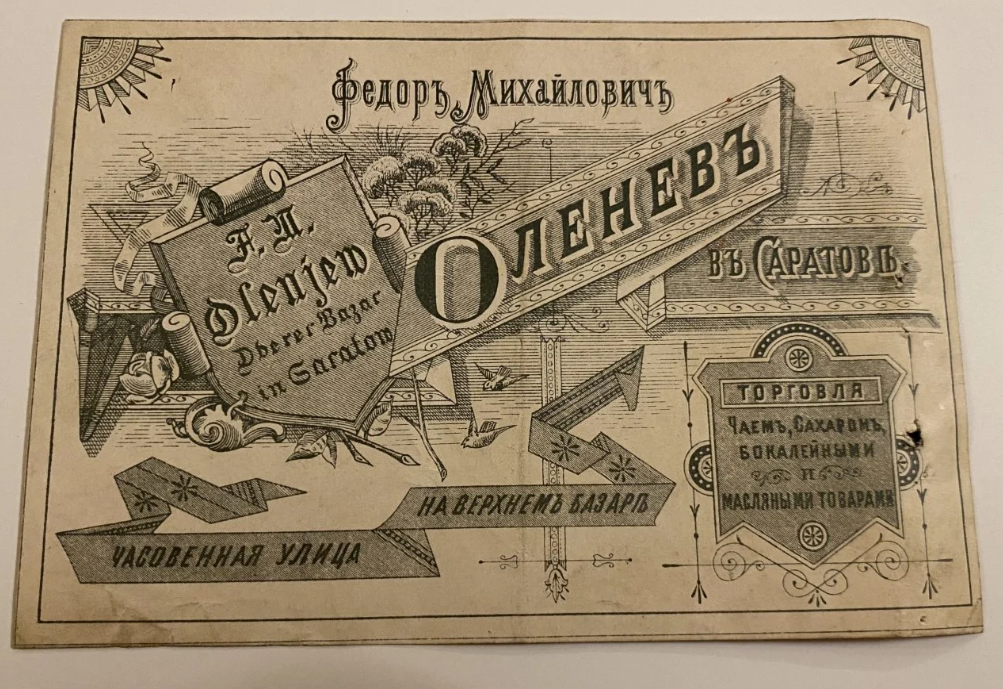 Федоръ Михайловичъ
Оленевъ
въ Саратовѣ.
F. M.
Olenjew
Oberer Bazar
in Saratow
ТОРГОВЛЯ
Чаемъ, Сахаромъ,
бокалейными
и
масляными товарами
НА ВЕРХНЕМЪ БАЗАРѢ
ЧАСОВЕННАЯ УЛИЦА